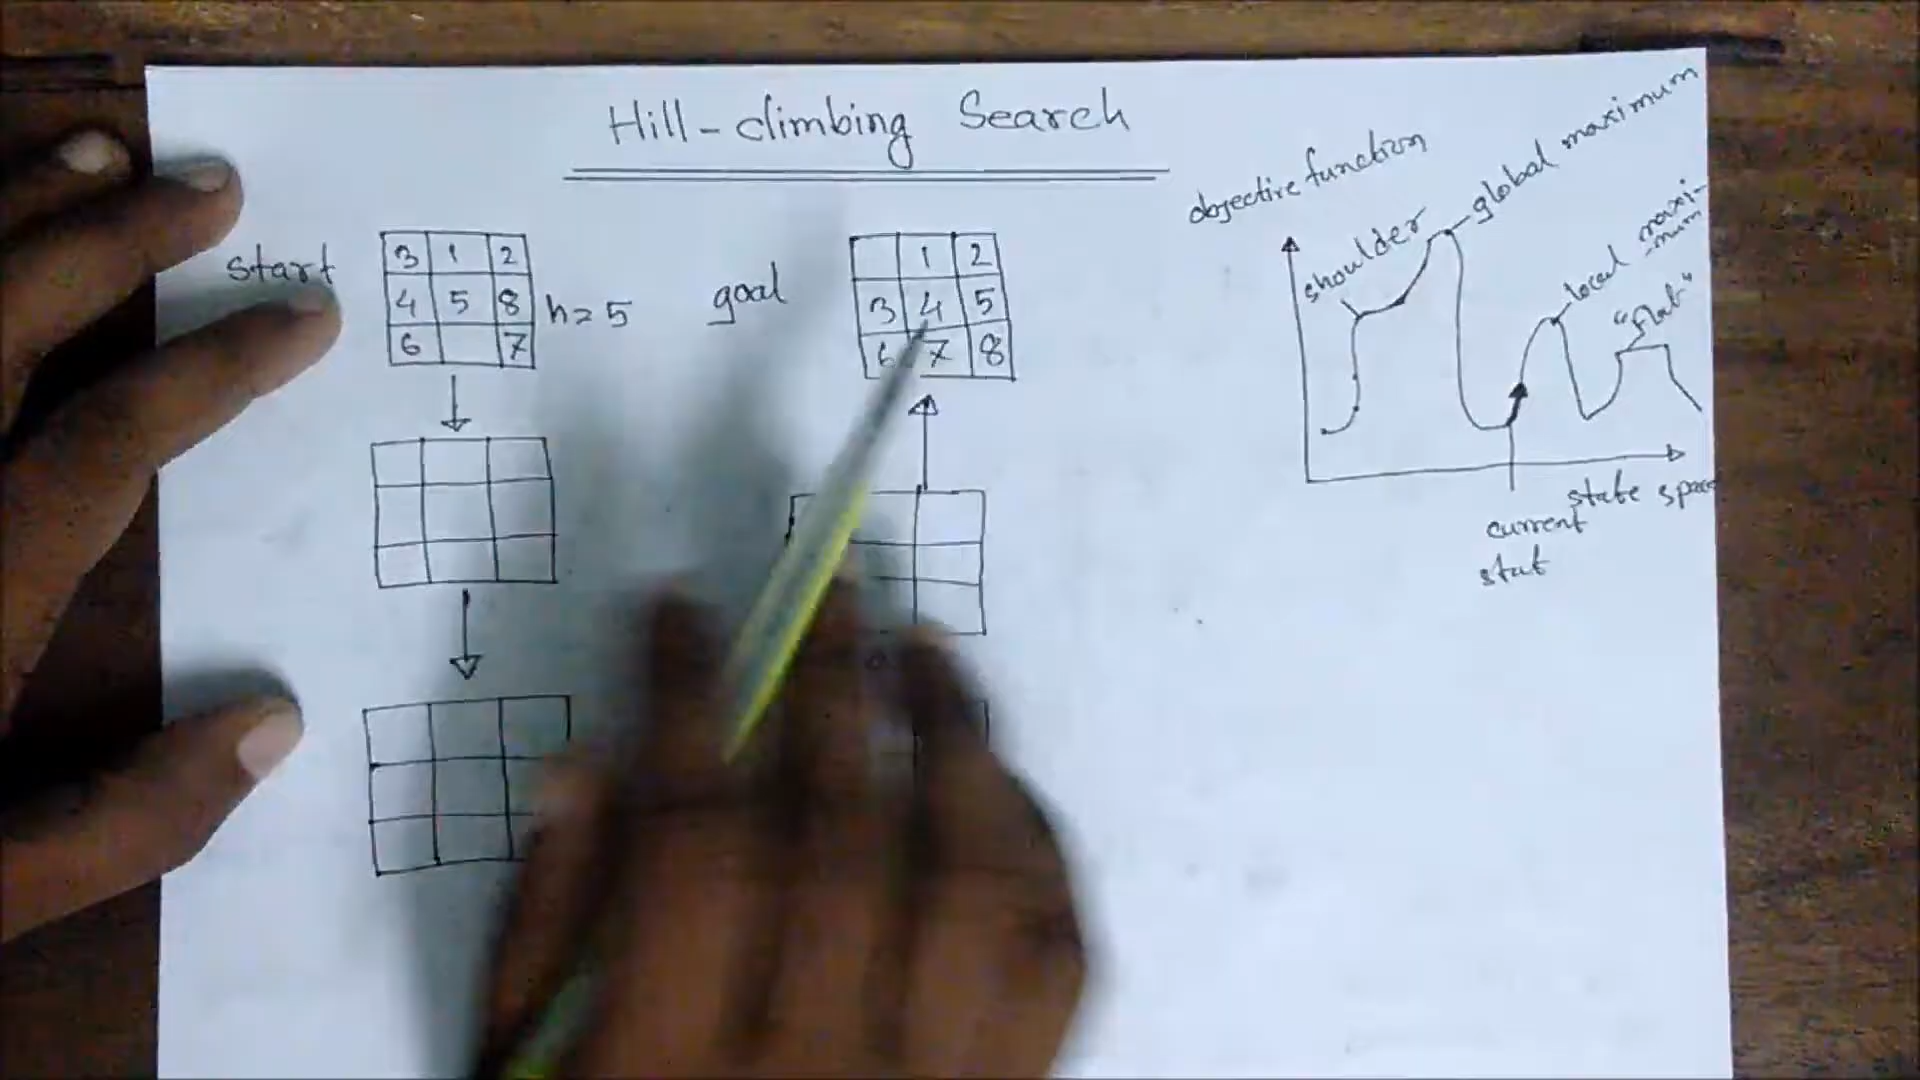 Hill-climbing Search
start
3 1 2
4 5 8
6 7
h=5
goal
1 2
3 4 5
6 7 8
objective function
shoulder
global maximum
local maxi-
mum
"flat"
state space
current
stat